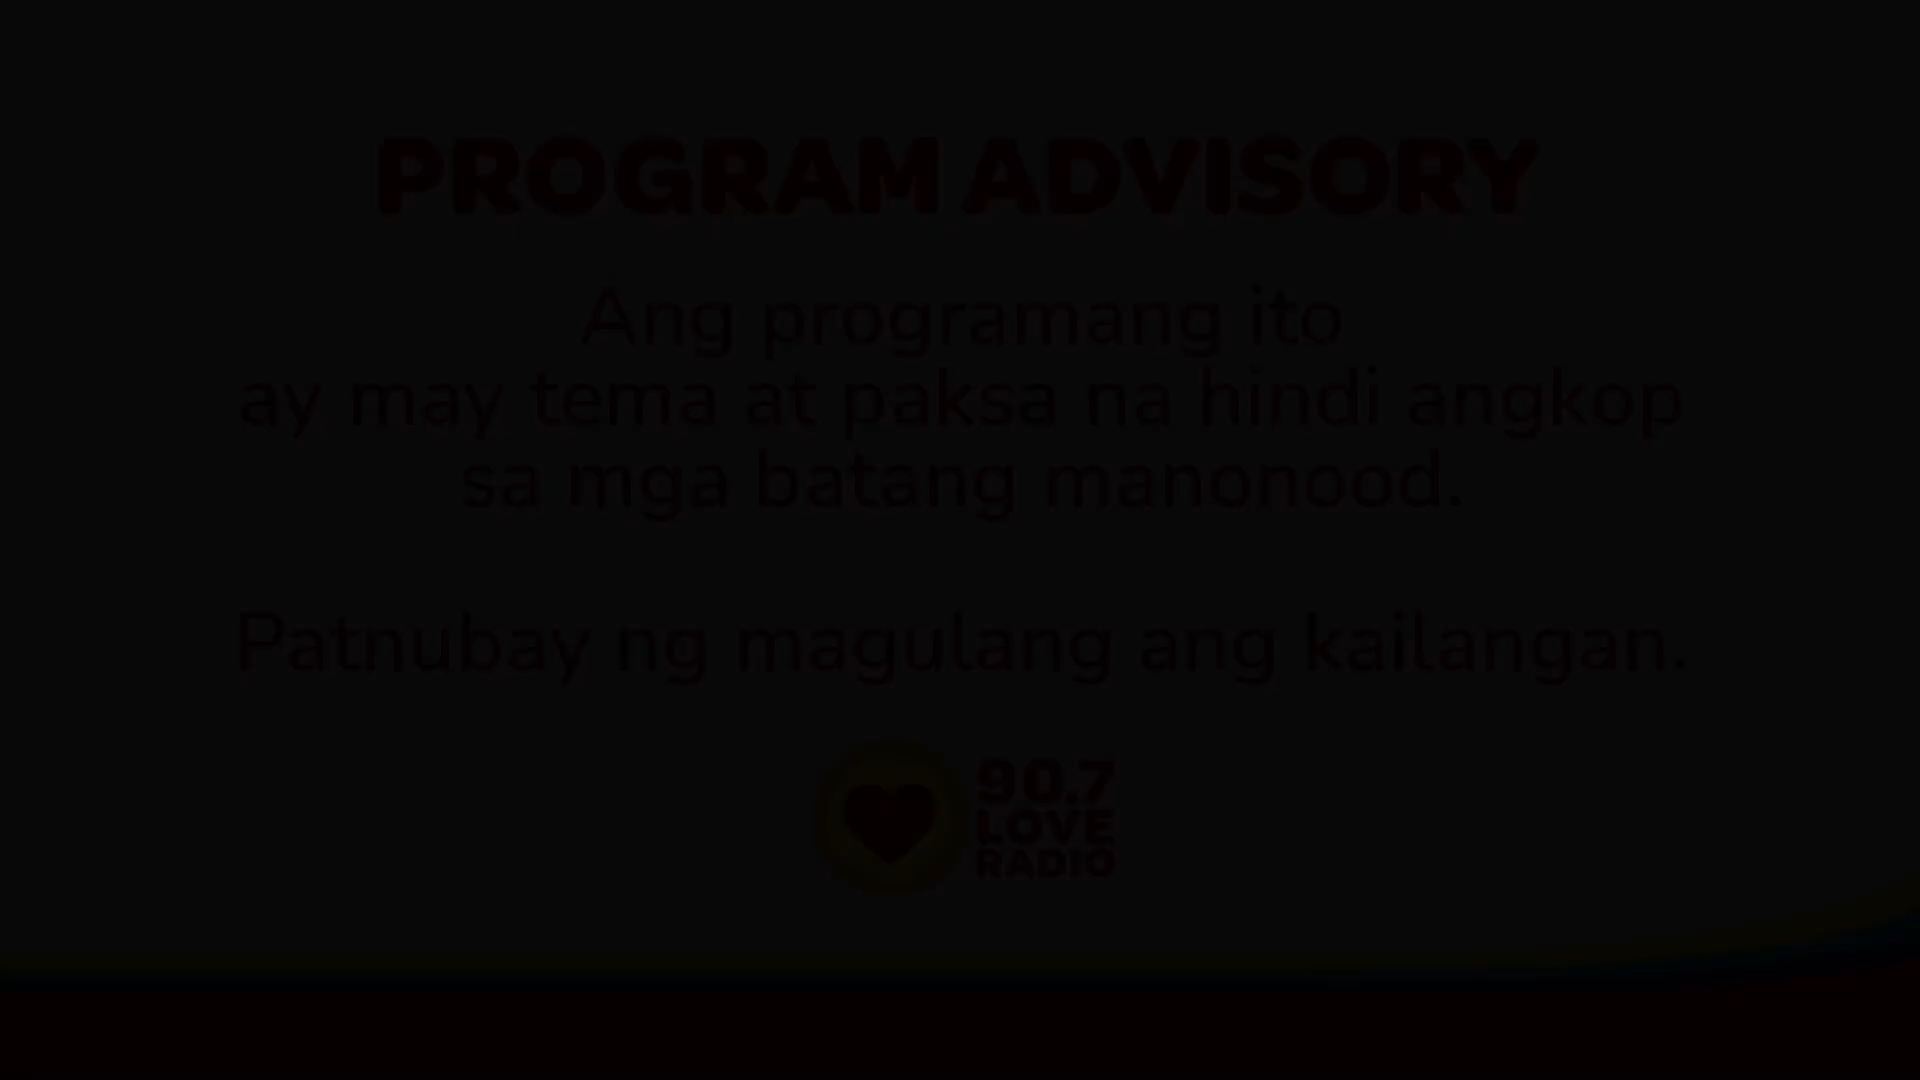 PROGRAM ADVISORY
Ang programang ito
ay may tema at paksa na hindi angkop
sa mga batang manonood.
Patnubay ng magulang ang kailangan.
90.7
LOVE
RADIO